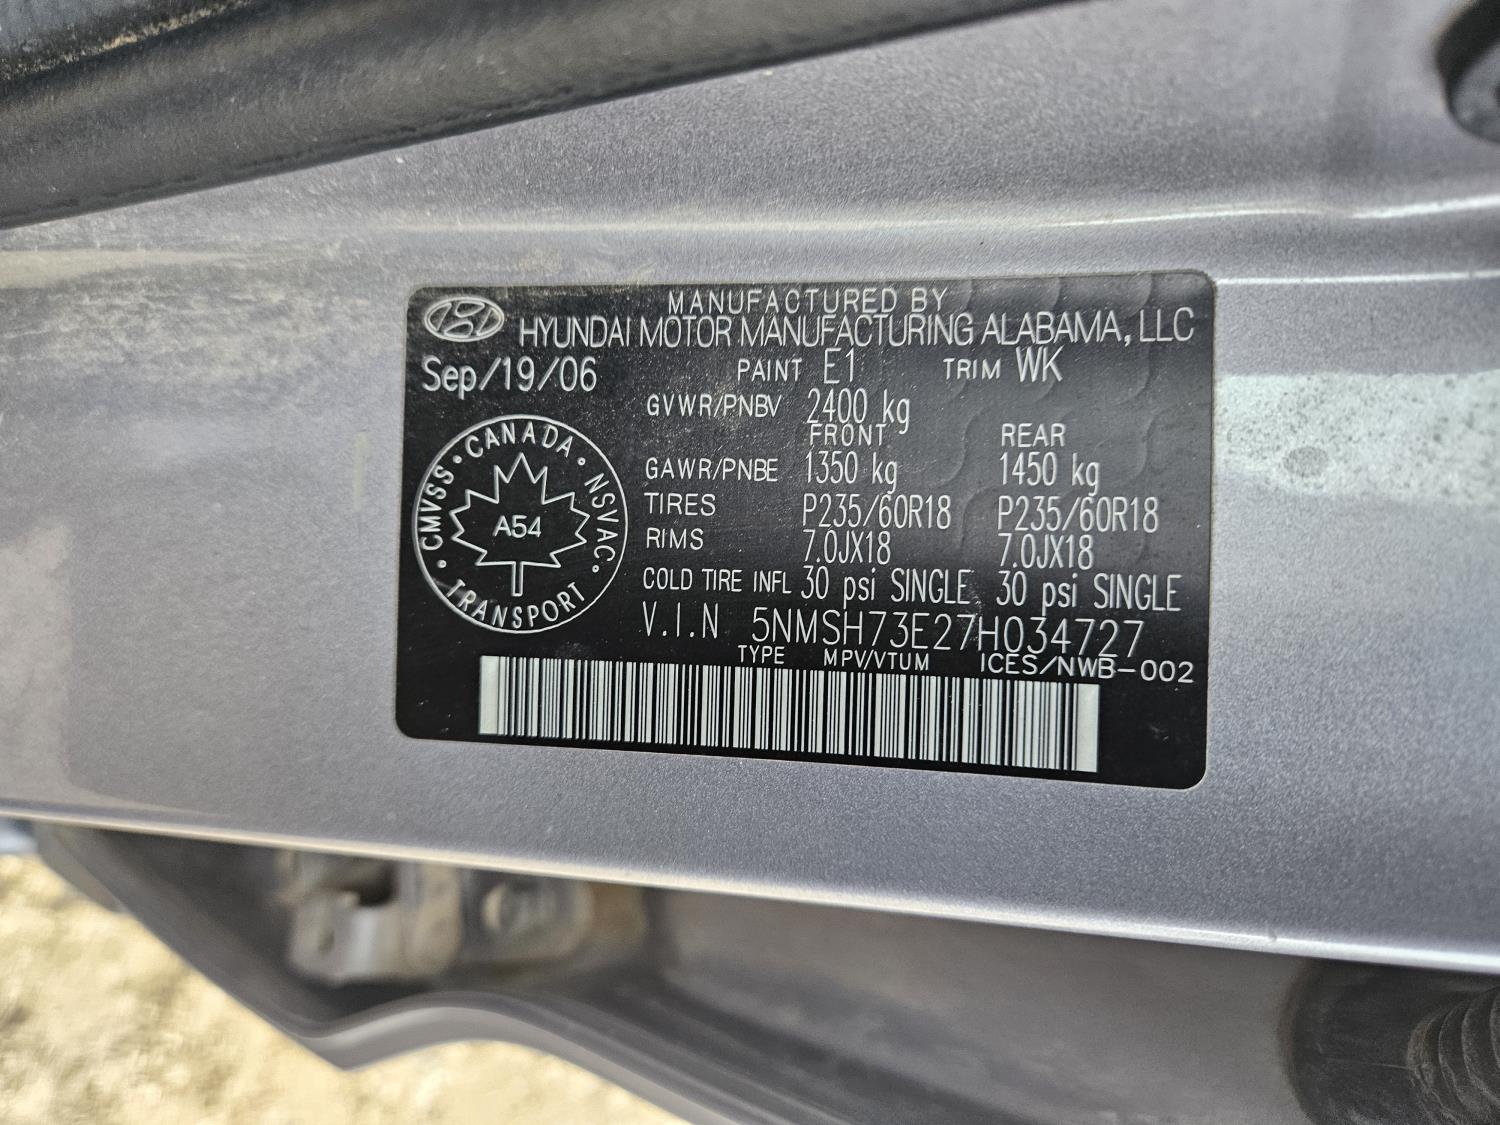 MANUFACTURED BY
HYUNDAI MOTOR MANUFACTURING ALABAMA, LLC
Sep/19/06 PAINT E1 TRIM WK
GVWR/PNBV 2400 kg
FRONT REAR
GAWR/PNBE 1350 kg 1450 kg
TIRES P235/60R18 P235/60R18
RIMS 7.0JX18 7.0JX18
COLD TIRE INFL 30 psi SINGLE 30 psi SINGLE
V.I.N 5NMSH73E27H034727
TYPE MPV/VTUM ICES/NWB-002
CMVSS • CANADA • NSVAC •
TRANSPORT •
A54